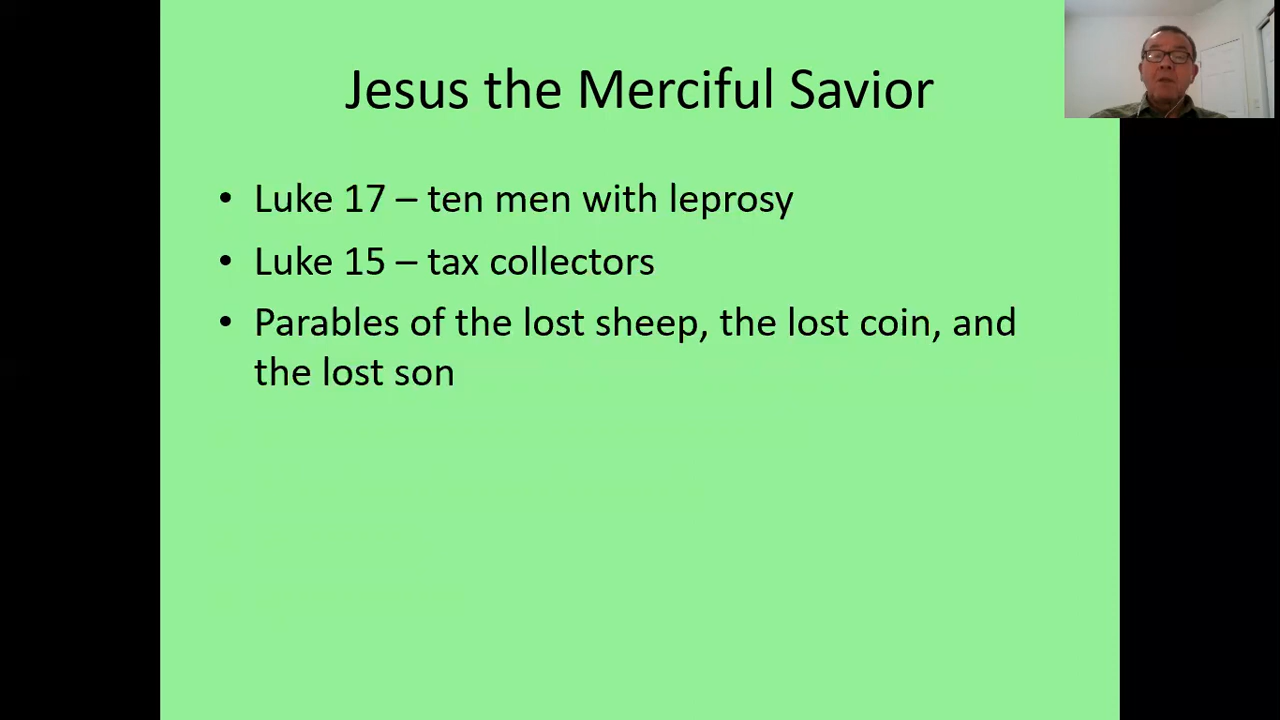 Jesus the Merciful Savior
• Luke 17 – ten men with leprosy
• Luke 15 – tax collectors
• Parables of the lost sheep, the lost coin, and
the lost son